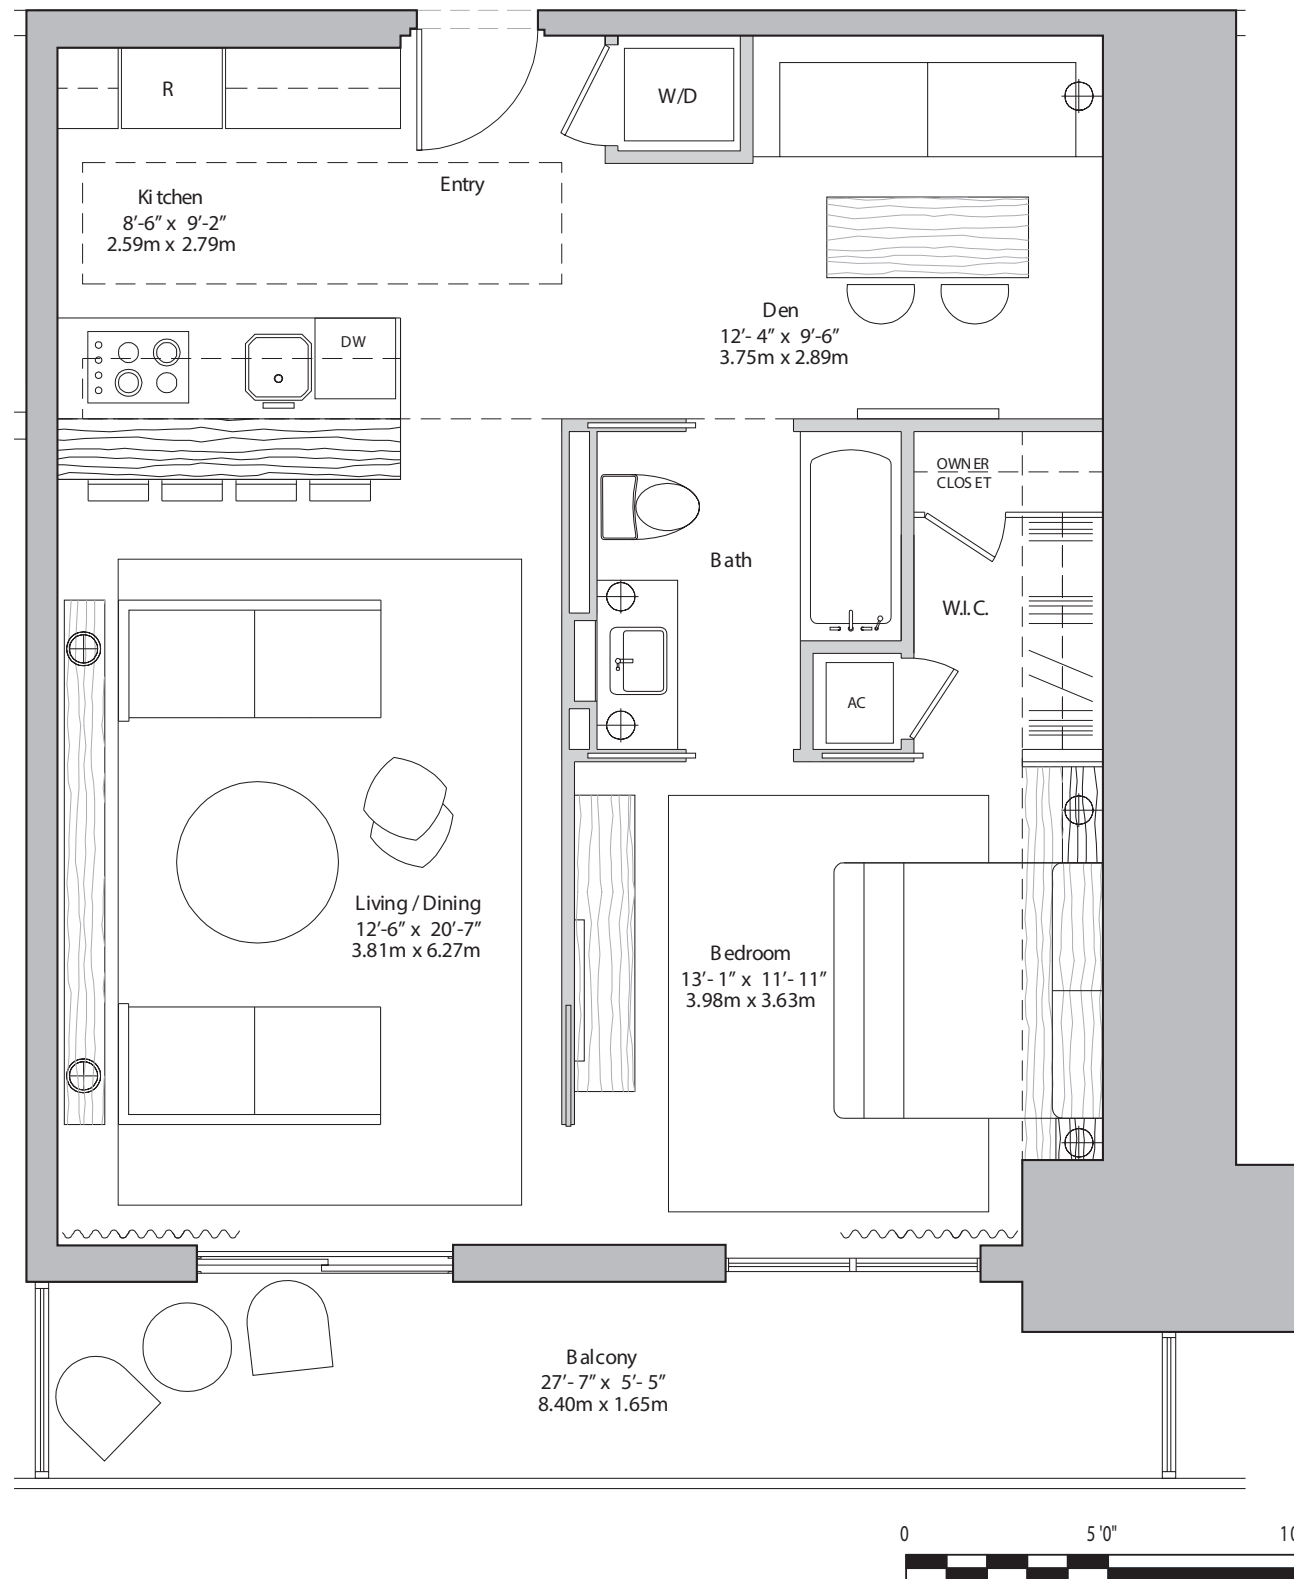 R
W/D
Entry
Kitchen
8'-6" x 9'-2"
2.59m x 2.79m
Den
12'- 4" x 9'-6"
3.75m x 2.89m
DW
OWNER
CLOSET
Bath
W.I.C.
AC
Living / Dining
12'-6" x 20'-7"
3.81m x 6.27m
Bedroom
13'- 1" x 11'- 11"
3.98m x 3.63m
Balcony
27'- 7" x 5'- 5"
8.40m x 1.65m
0 5'0" 10